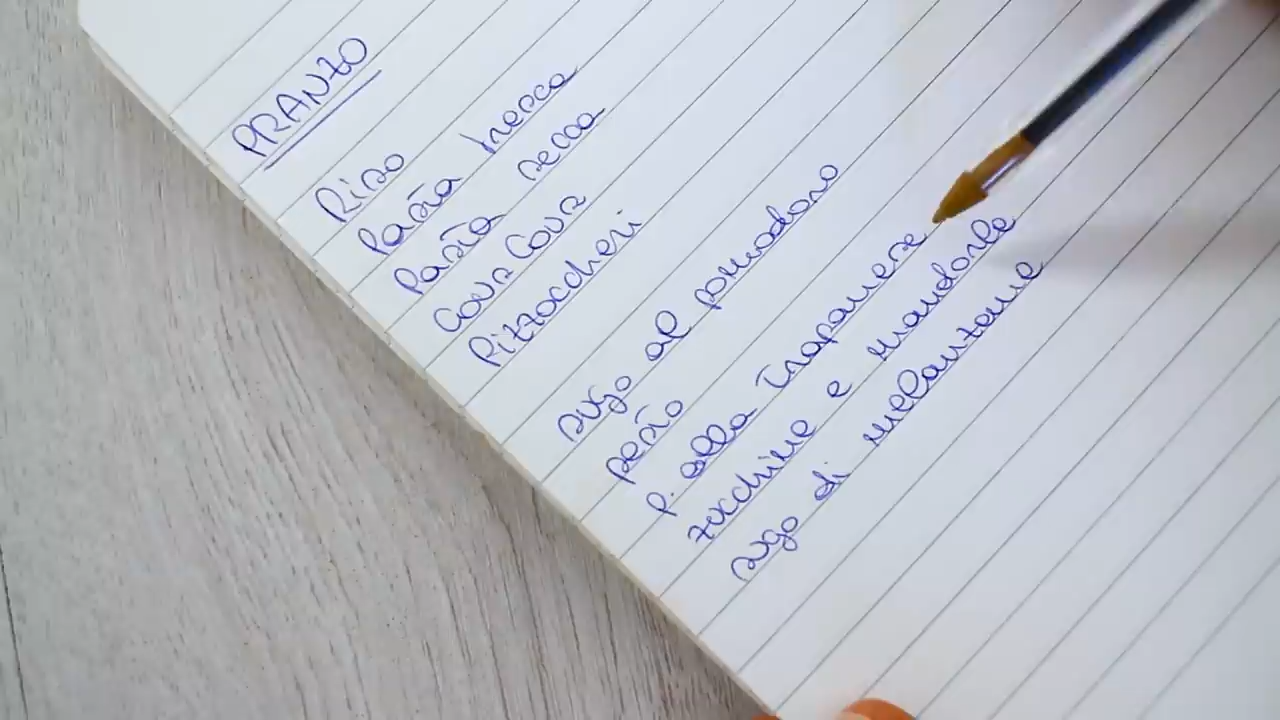 PRANZO
Riso
Pasta fresca
Pasta secca
Cous Cous
Pizzoccheri
sugo al pomodoro
pesto
p. alla Trapanese
zucchine e mandorle
sugo di mellanzane